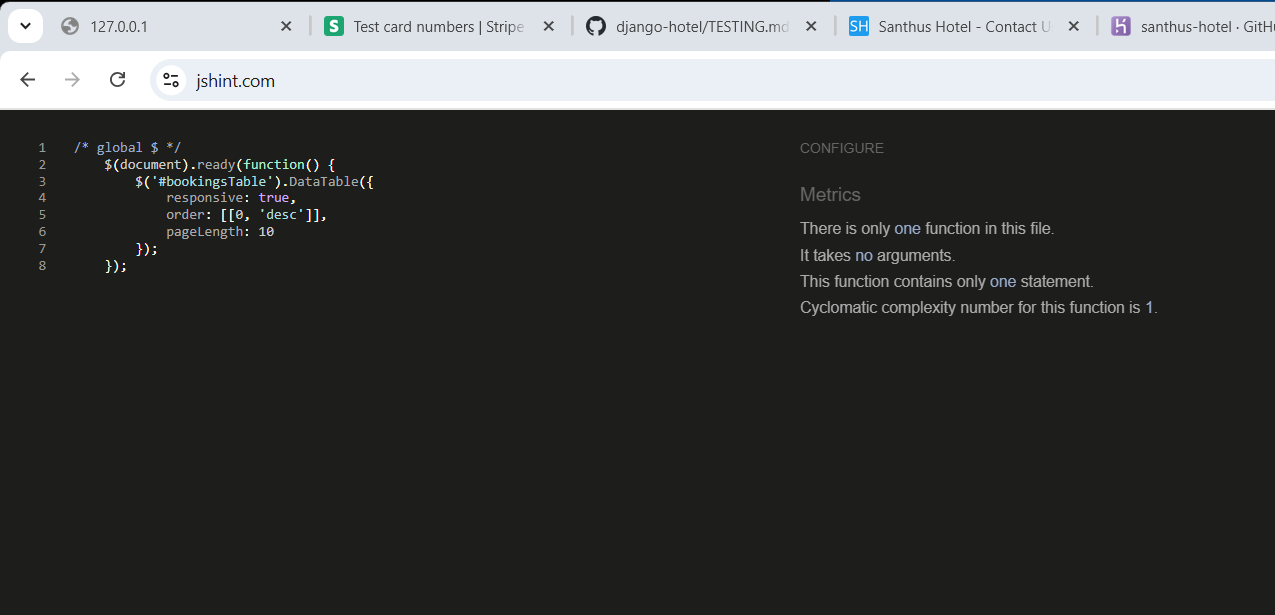 127.0.0.1
S Test card numbers | Stripe
django-hotel/TESTING.md
SH Santhus Hotel - Contact U
santhus-hotel · GitHu
jshint.com
1 /* global $ */
2 $(document).ready(function() {
3 $('#bookingsTable').DataTable({
4 responsive: true,
5 order: [[0, 'desc']],
6 pageLength: 10
7 });
8 });
CONFIGURE
Metrics
There is only one function in this file.
It takes no arguments.
This function contains only one statement.
Cyclomatic complexity number for this function is 1.